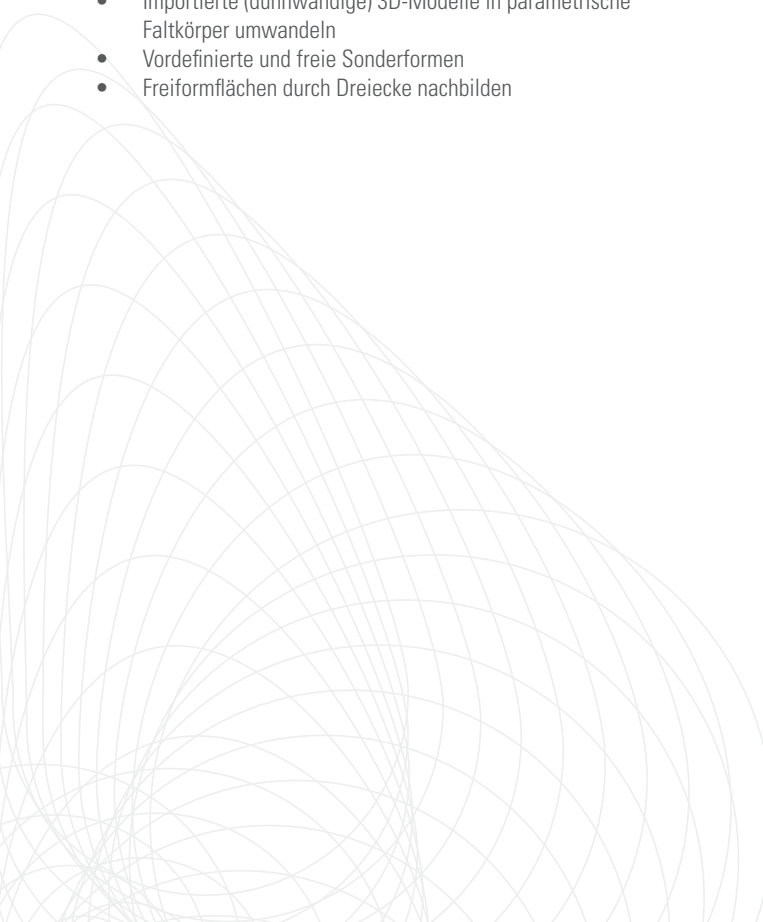 • Importierte (dünnwandige) 3D-Modelle in parametrische
Faltkörper umwandeln
• Vordefinierte und freie Sonderformen
• Freiformflächen durch Dreiecke nachbilden